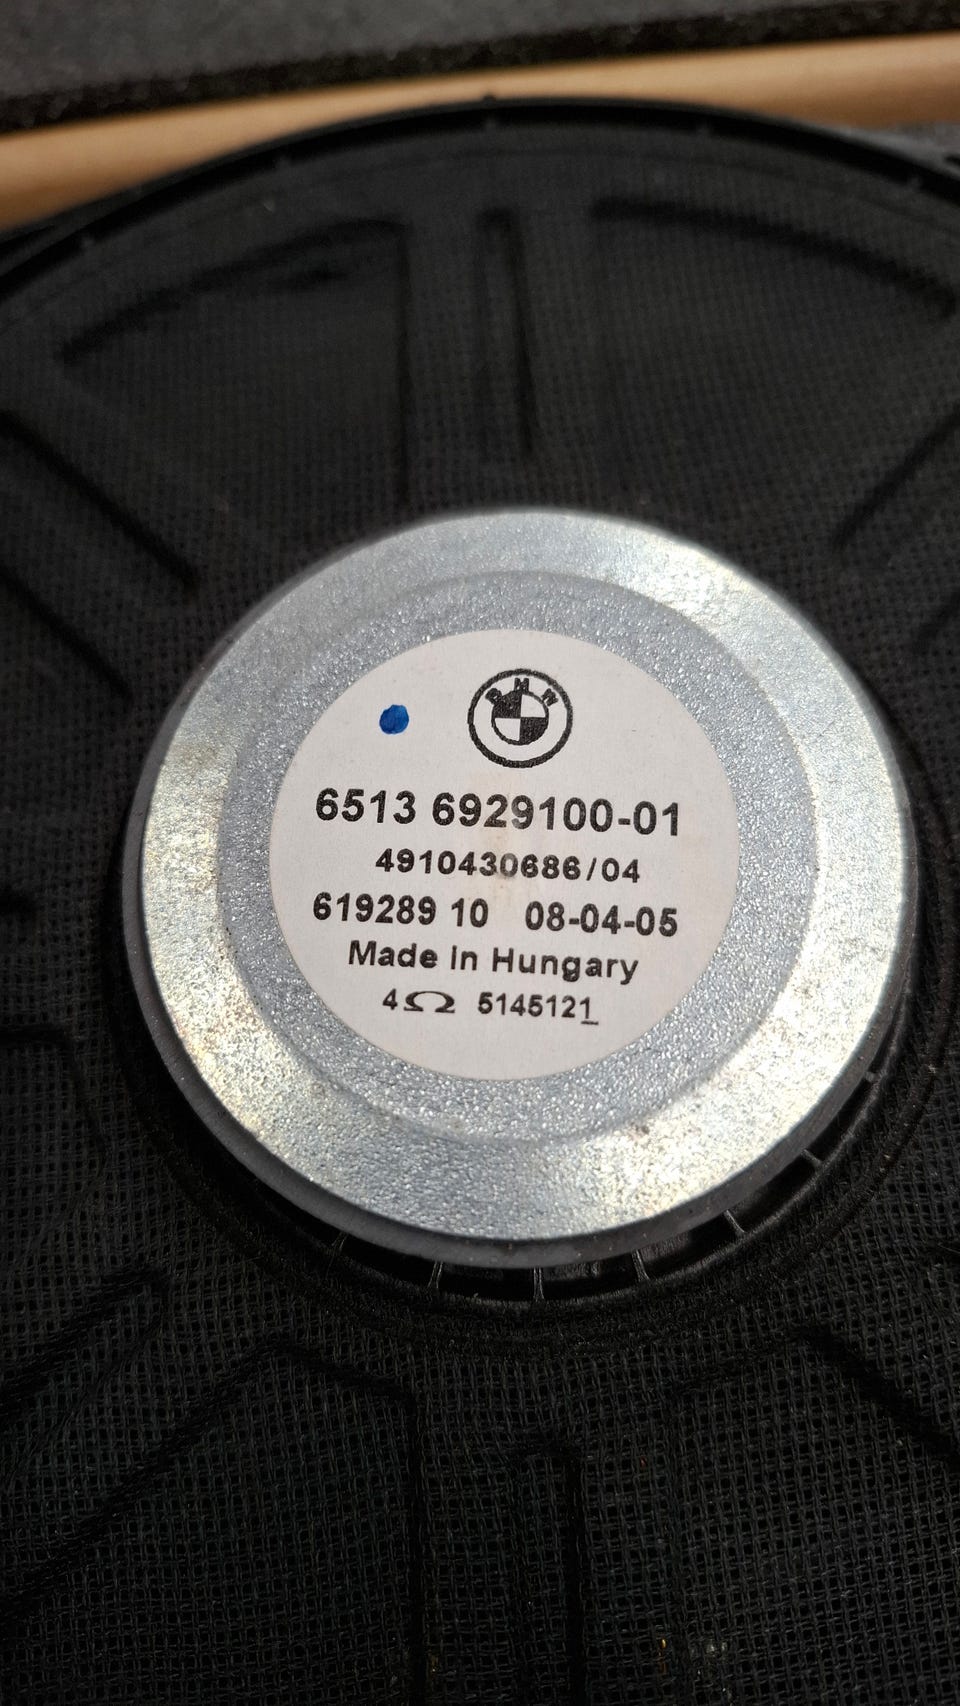 BMW
6513 6929100-01
4910430686/04
619289 10 08-04-05
Made in Hungary
4Ω 5145121